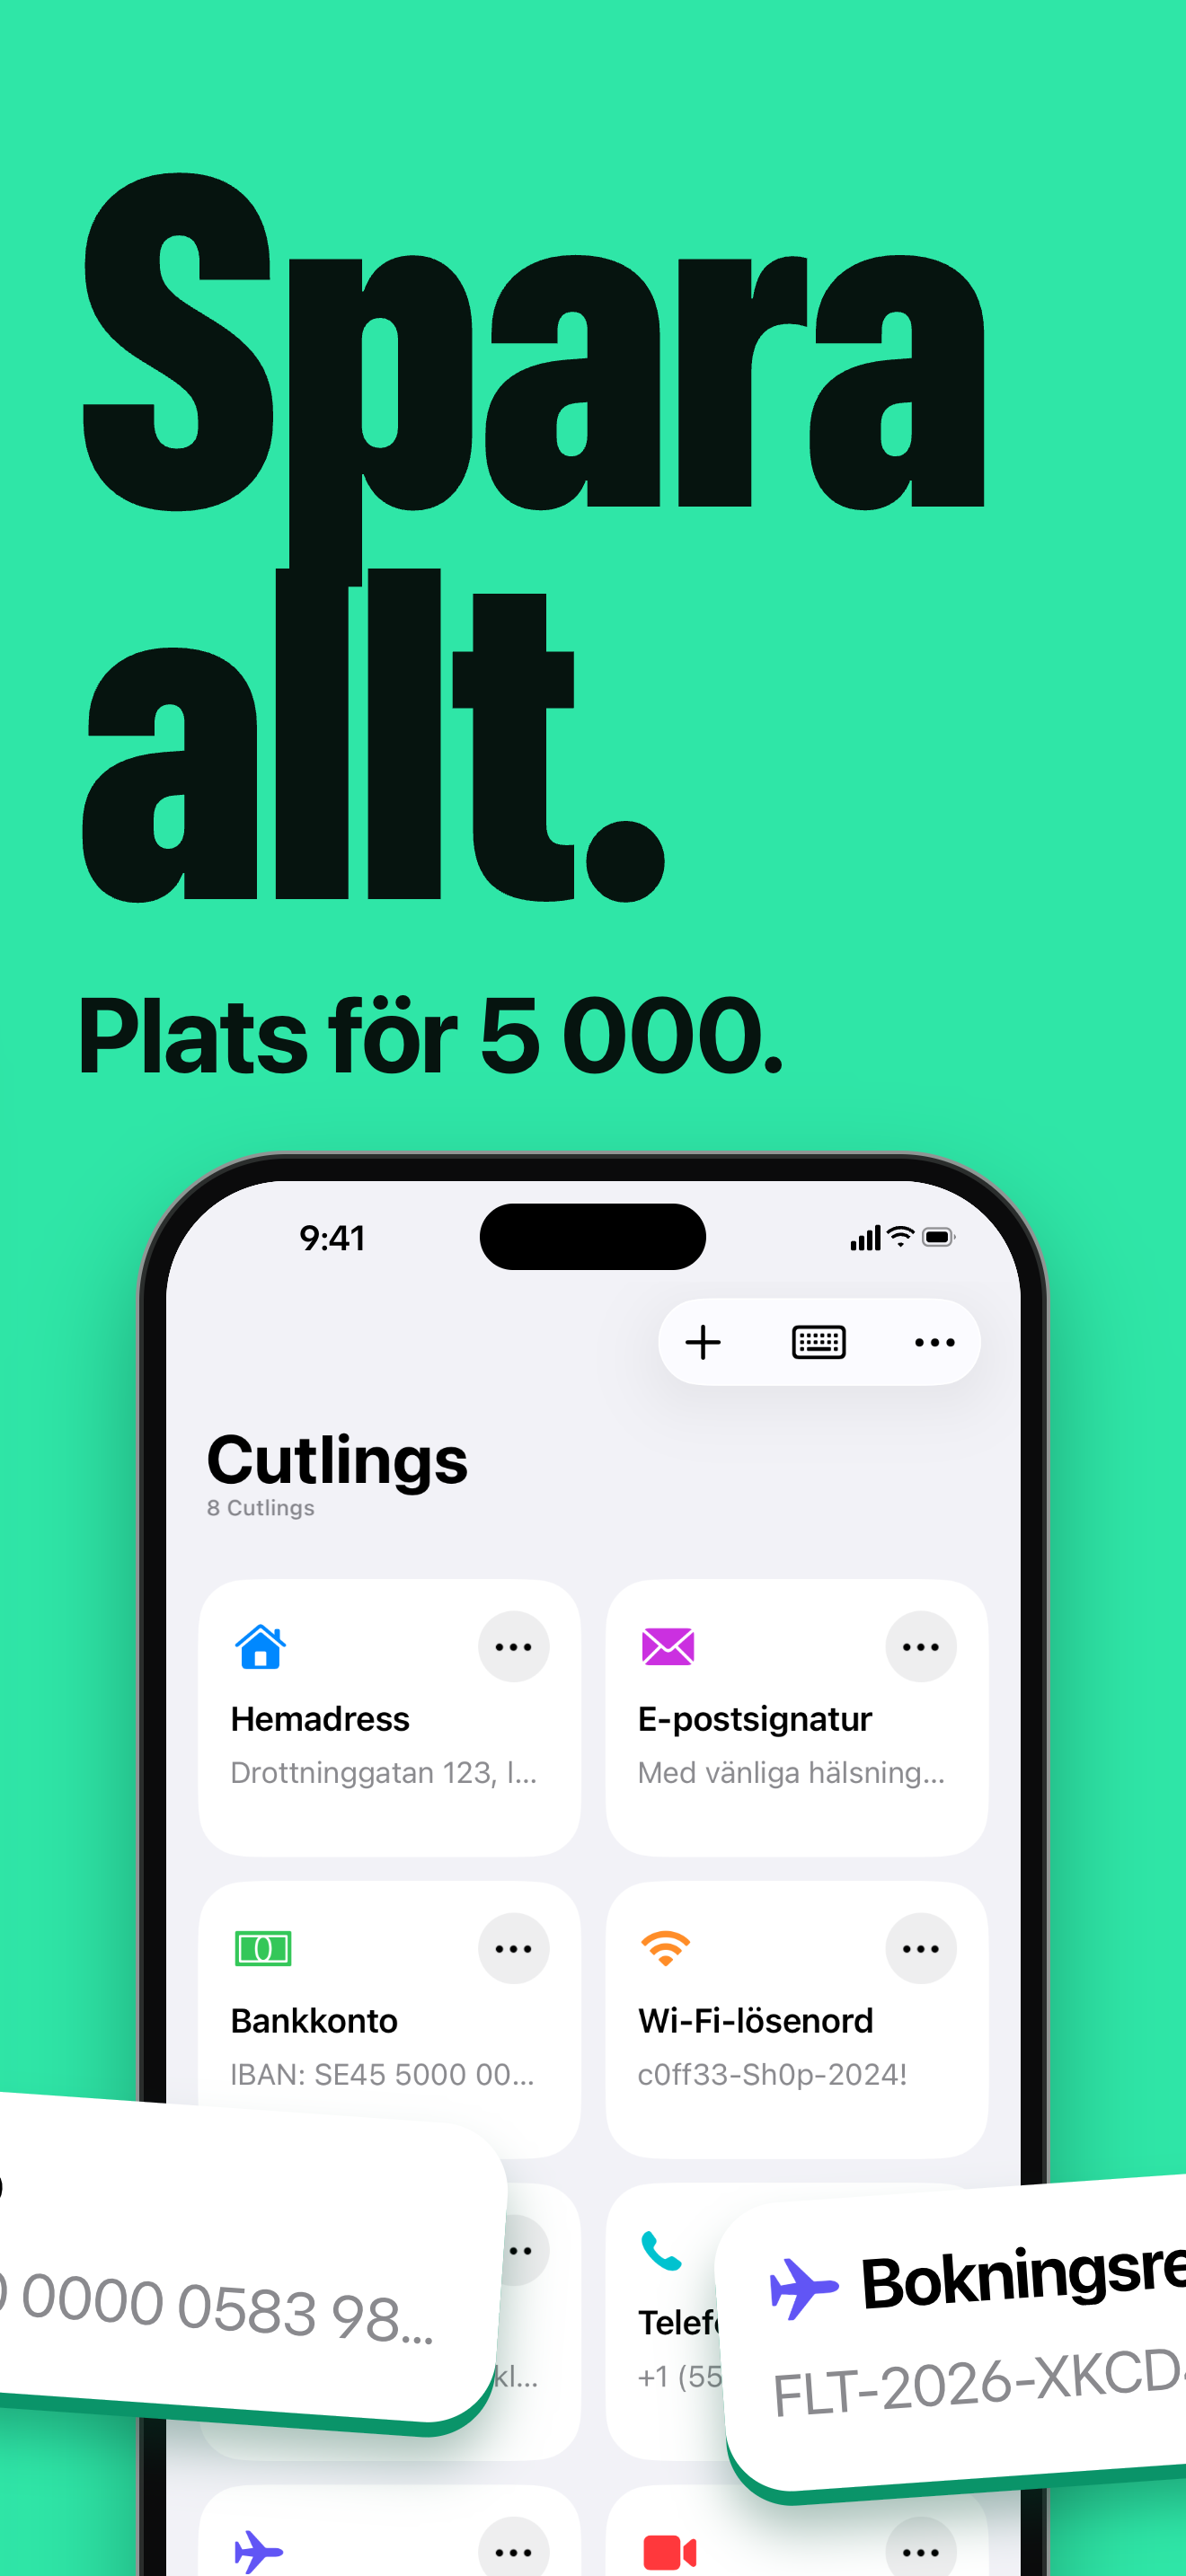 Spara
allt.
Plats för 5 000.
9:41
Cutlings
8 Cutlings
Hemadress
Drottninggatan 123, l...
E-postsignatur
Med vänliga hälsning...
Bankkonto
IBAN: SE45 5000 00...
Wi-Fi-lösenord
c0ff33-Sh0p-2024!
0000 0583 98...
kl...
Telefo
+1 (55
Bokningsre
FLT-2026-XKCD